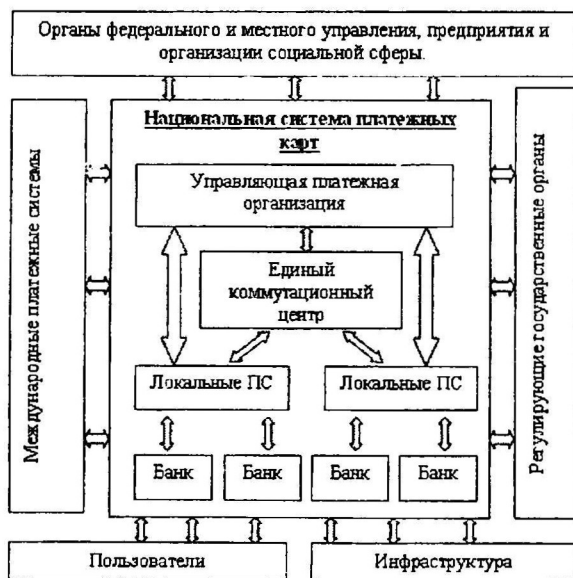 Органы федерального и местного управления, предприятия и
организации социальной сферы.
Международные платежные системы
Национальная система платежных
карт
Управляющая платежная
организация
Единый
коммутационный
центр
Локальные ПС
Локальные ПС
Банк
Банк
Банк
Банк
Регулирующие государственные органы
Пользователи
Инфраструктура